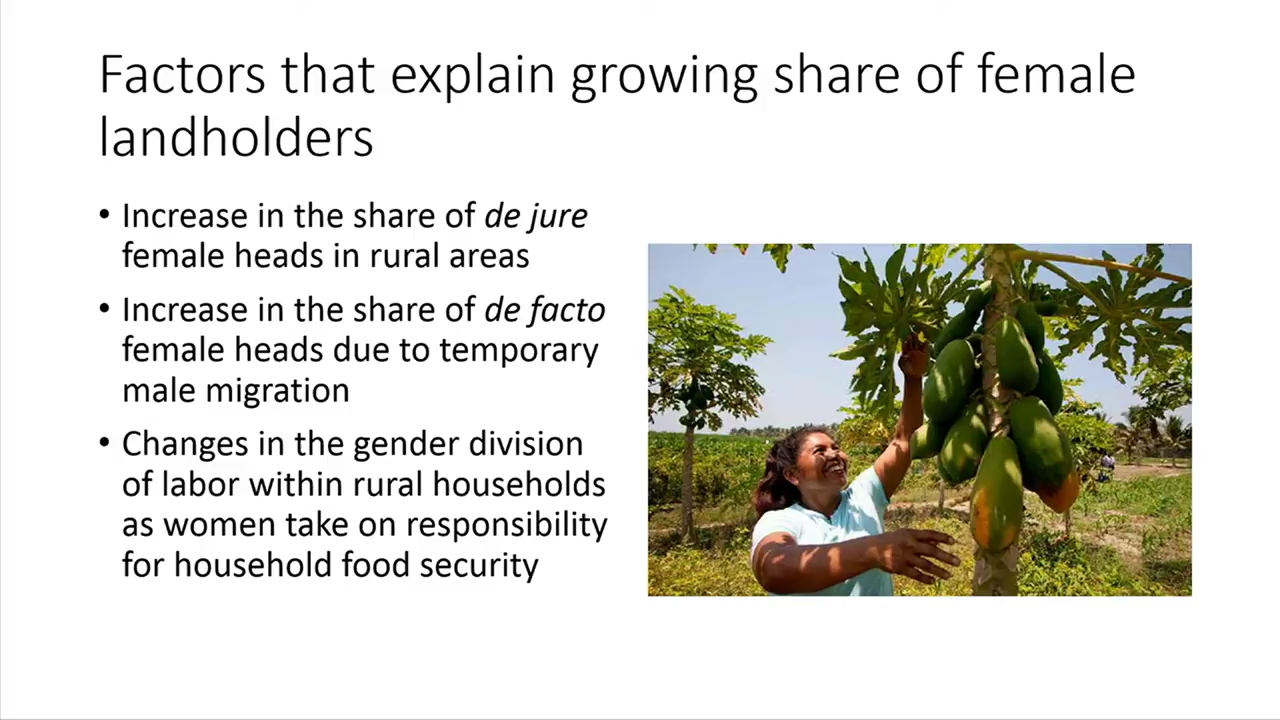 Factors that explain growing share of female
landholders
• Increase in the share of de jure
female heads in rural areas
• Increase in the share of de facto
female heads due to temporary
male migration
• Changes in the gender division
of labor within rural households
as women take on responsibility
for household food security